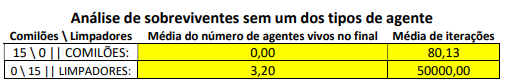 Análise de sobreviventes sem um dos tipos de agente
Comilões \ Limpadores Média do número de agentes vivos no final Média de iterações
15 \ 0 || COMILÕES: 0,00 80,13
0 \ 15 || LIMPADORES: 3,20 50000,00